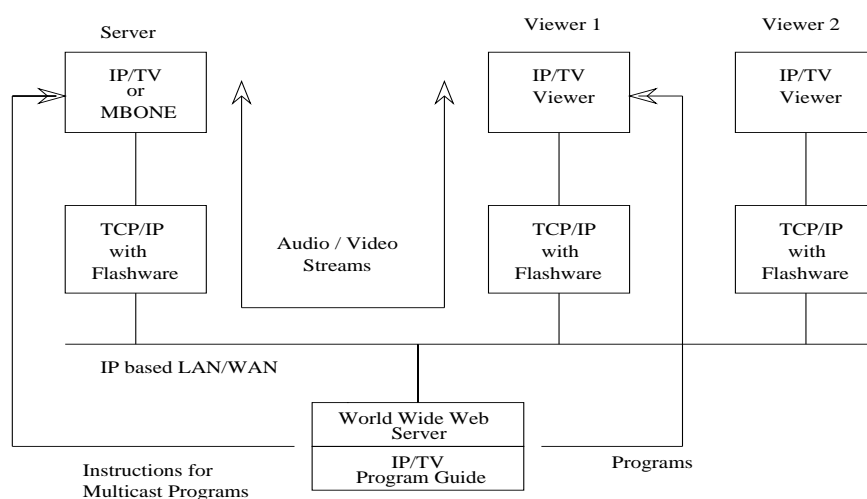 Server
Viewer 1
Viewer 2
IP/TV
or
MBONE
IP/TV
Viewer
IP/TV
Viewer
TCP/IP
with
Flashware
Audio / Video
Streams
TCP/IP
with
Flashware
TCP/IP
with
Flashware
IP based LAN/WAN
World Wide Web
Server
IP/TV
Program Guide
Instructions for
Multicast Programs
Programs